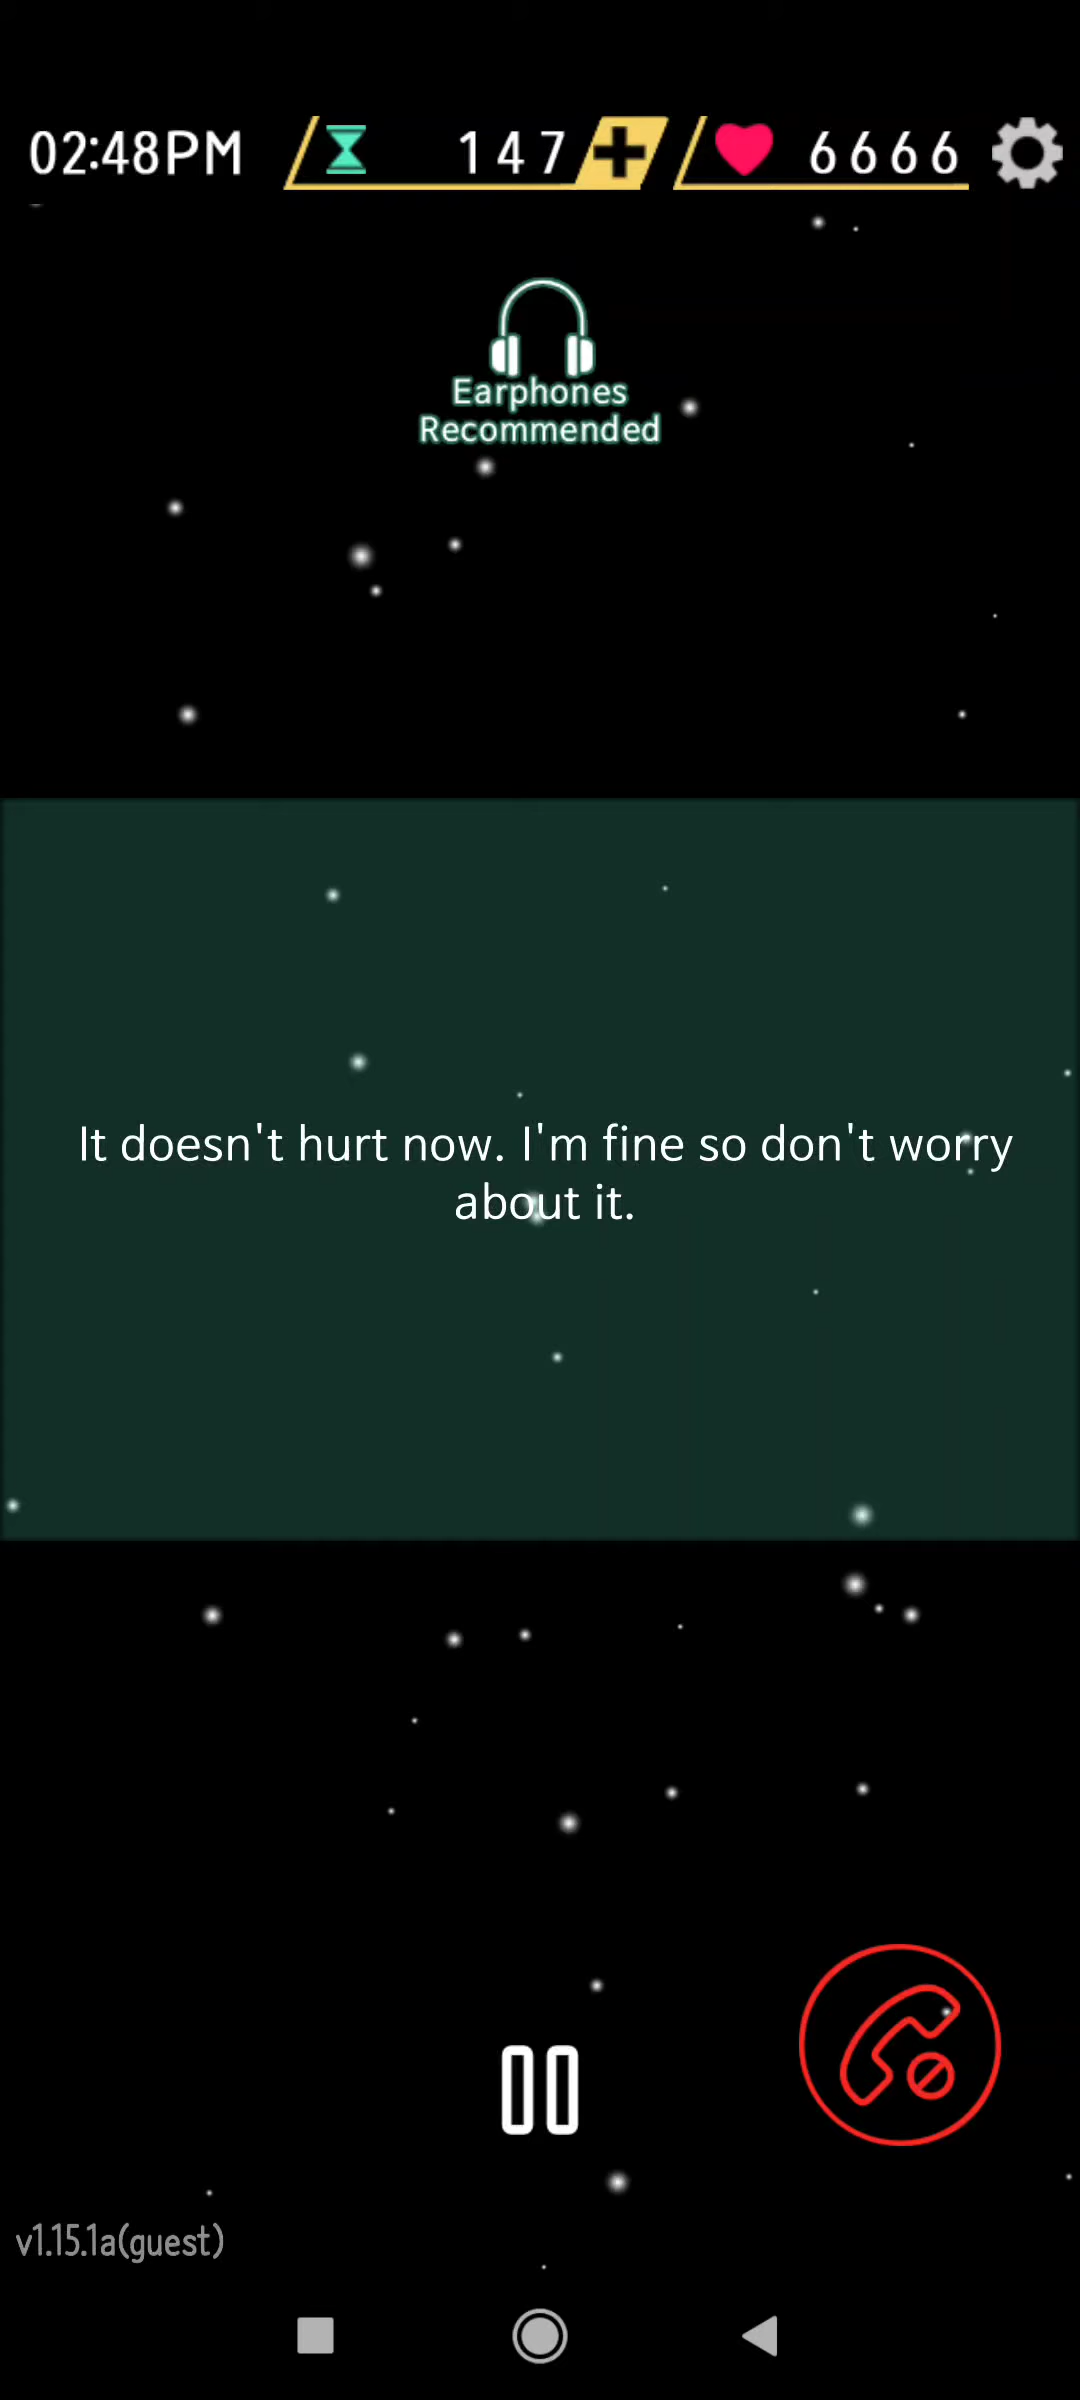 02:48PM 147 6666
Earphones
Recommended
It doesn't hurt now. I'm fine so don't worry
about it.
v1.15.1a(guest)